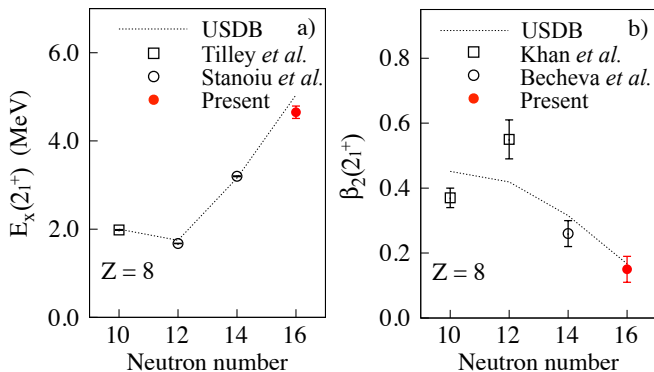 USDB a)
Tilley et al.
Stanoiu et al.
Present
6.0
4.0
2.0
0.0
Eₓ(2₁⁺) (MeV)
Z = 8
10 12 14 16
Neutron number
USDB b)
Khan et al.
Becheva et al.
Present
0.8
0.6
0.4
0.2
0.0
β₂(2₁⁺)
Z = 8
10 12 14 16
Neutron number